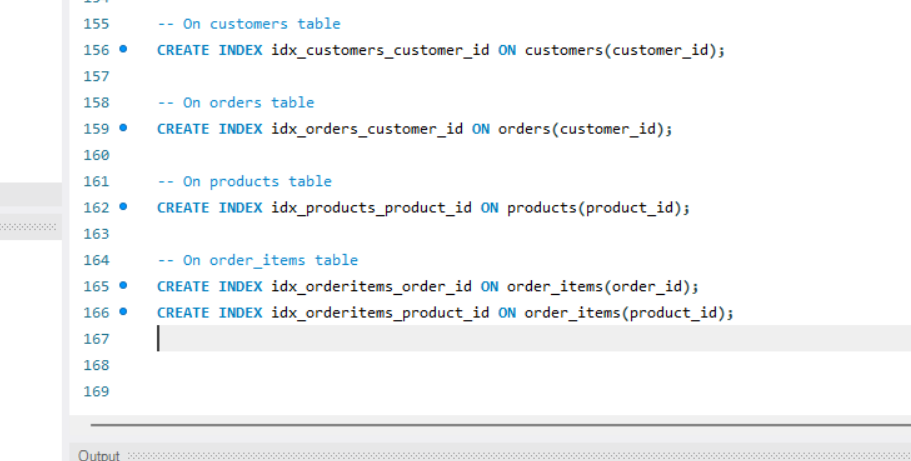 155 -- On customers table
156 CREATE INDEX idx_customers_customer_id ON customers(customer_id);
157
158 -- On orders table
159 CREATE INDEX idx_orders_customer_id ON orders(customer_id);
160
161 -- On products table
162 CREATE INDEX idx_products_product_id ON products(product_id);
163
164 -- On order_items table
165 CREATE INDEX idx_orderitems_order_id ON order_items(order_id);
166 CREATE INDEX idx_orderitems_product_id ON order_items(product_id);
167
168
169
Output